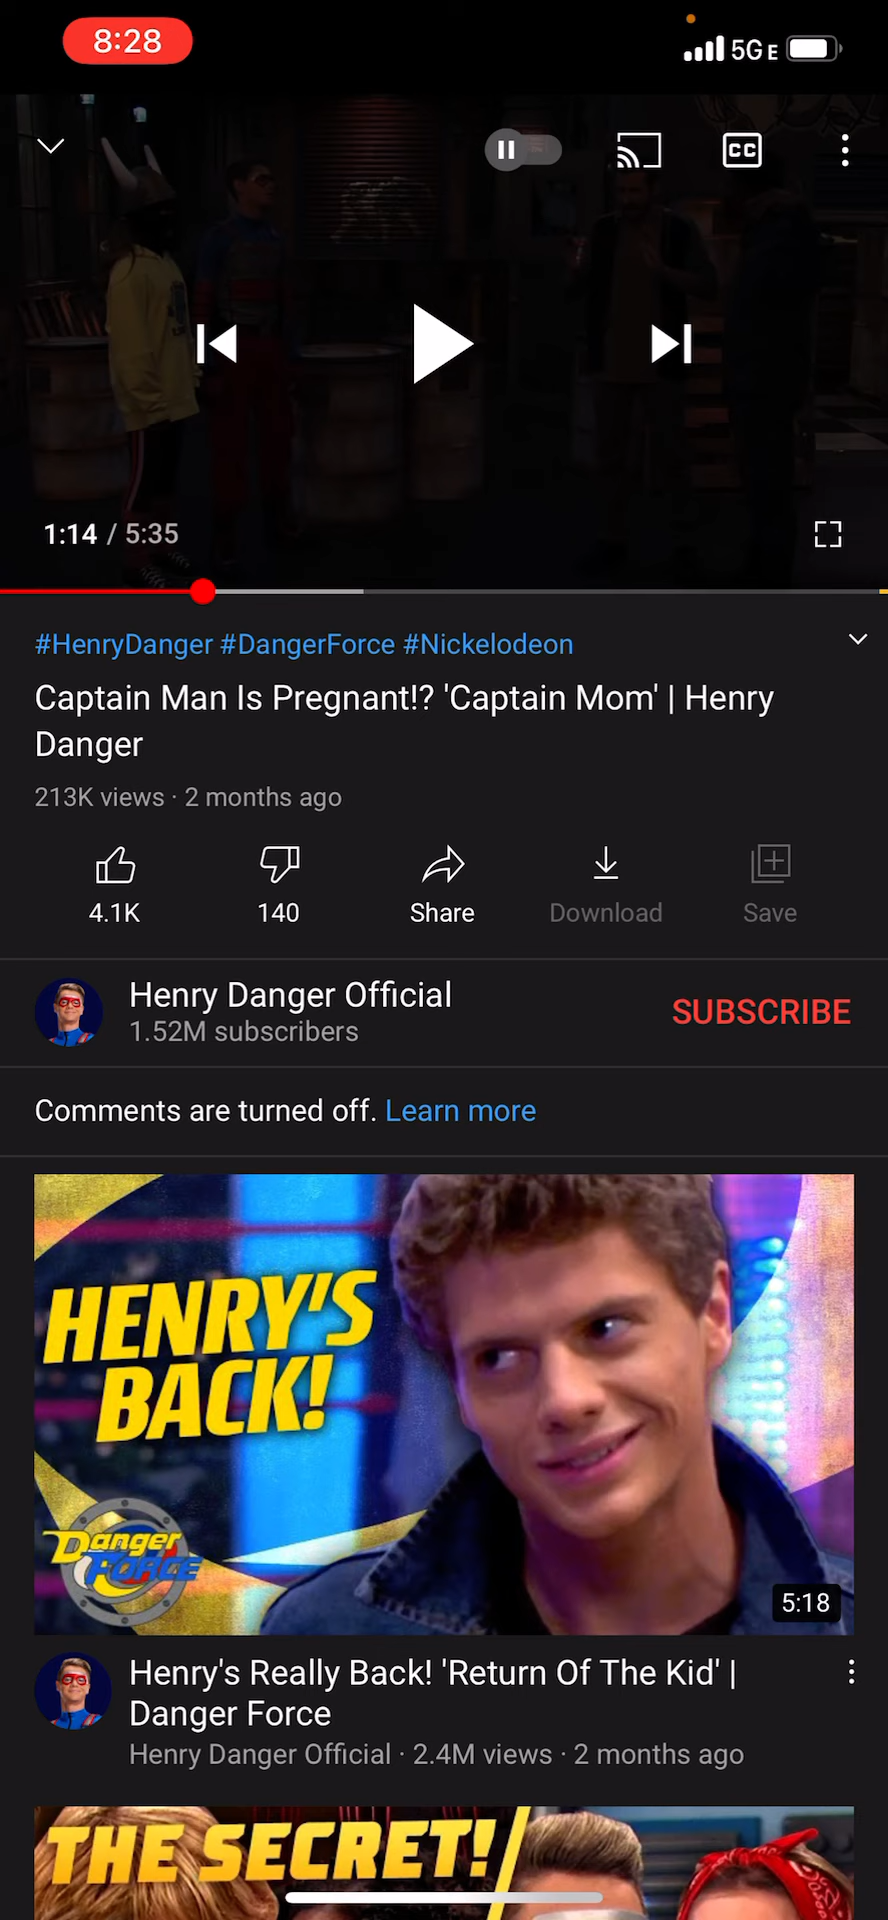 8:28
5G E
CC
1:14 / 5:35
#HenryDanger #DangerForce #Nickelodeon
Captain Man Is Pregnant!? 'Captain Mom' | Henry
Danger
213K views · 2 months ago
4.1K
140
Share
Download
Save
Henry Danger Official
1.52M subscribers
SUBSCRIBE
Comments are turned off. Learn more
HENRY'S
BACK!
Danger
FORCE
5:18
Henry's Really Back! 'Return Of The Kid' |
Danger Force
Henry Danger Official · 2.4M views · 2 months ago
THE SECRET!